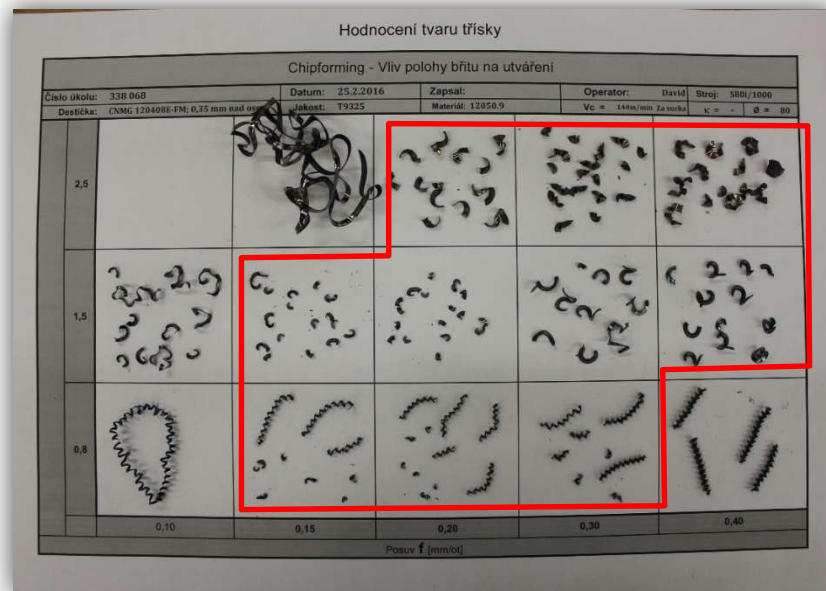 Hodnocení tvaru třísky
Chipforming - Vliv polohy břitu na utváření
Číslo úkolu: 338 068 Datum: 25.2.2016 Zapsal: Operator: David Stroj: SBBI/1000
Destička: CNMG 120408E-FM; 0,35 mm nad Jakost: T9325 Materiál: 12050.9 Vc = 140m/min Za sucha κ = - Ø = 80
2,5
1,5
0,8
0,10 0,15 0,20 0,30 0,40
Posuv f [mm/ot]